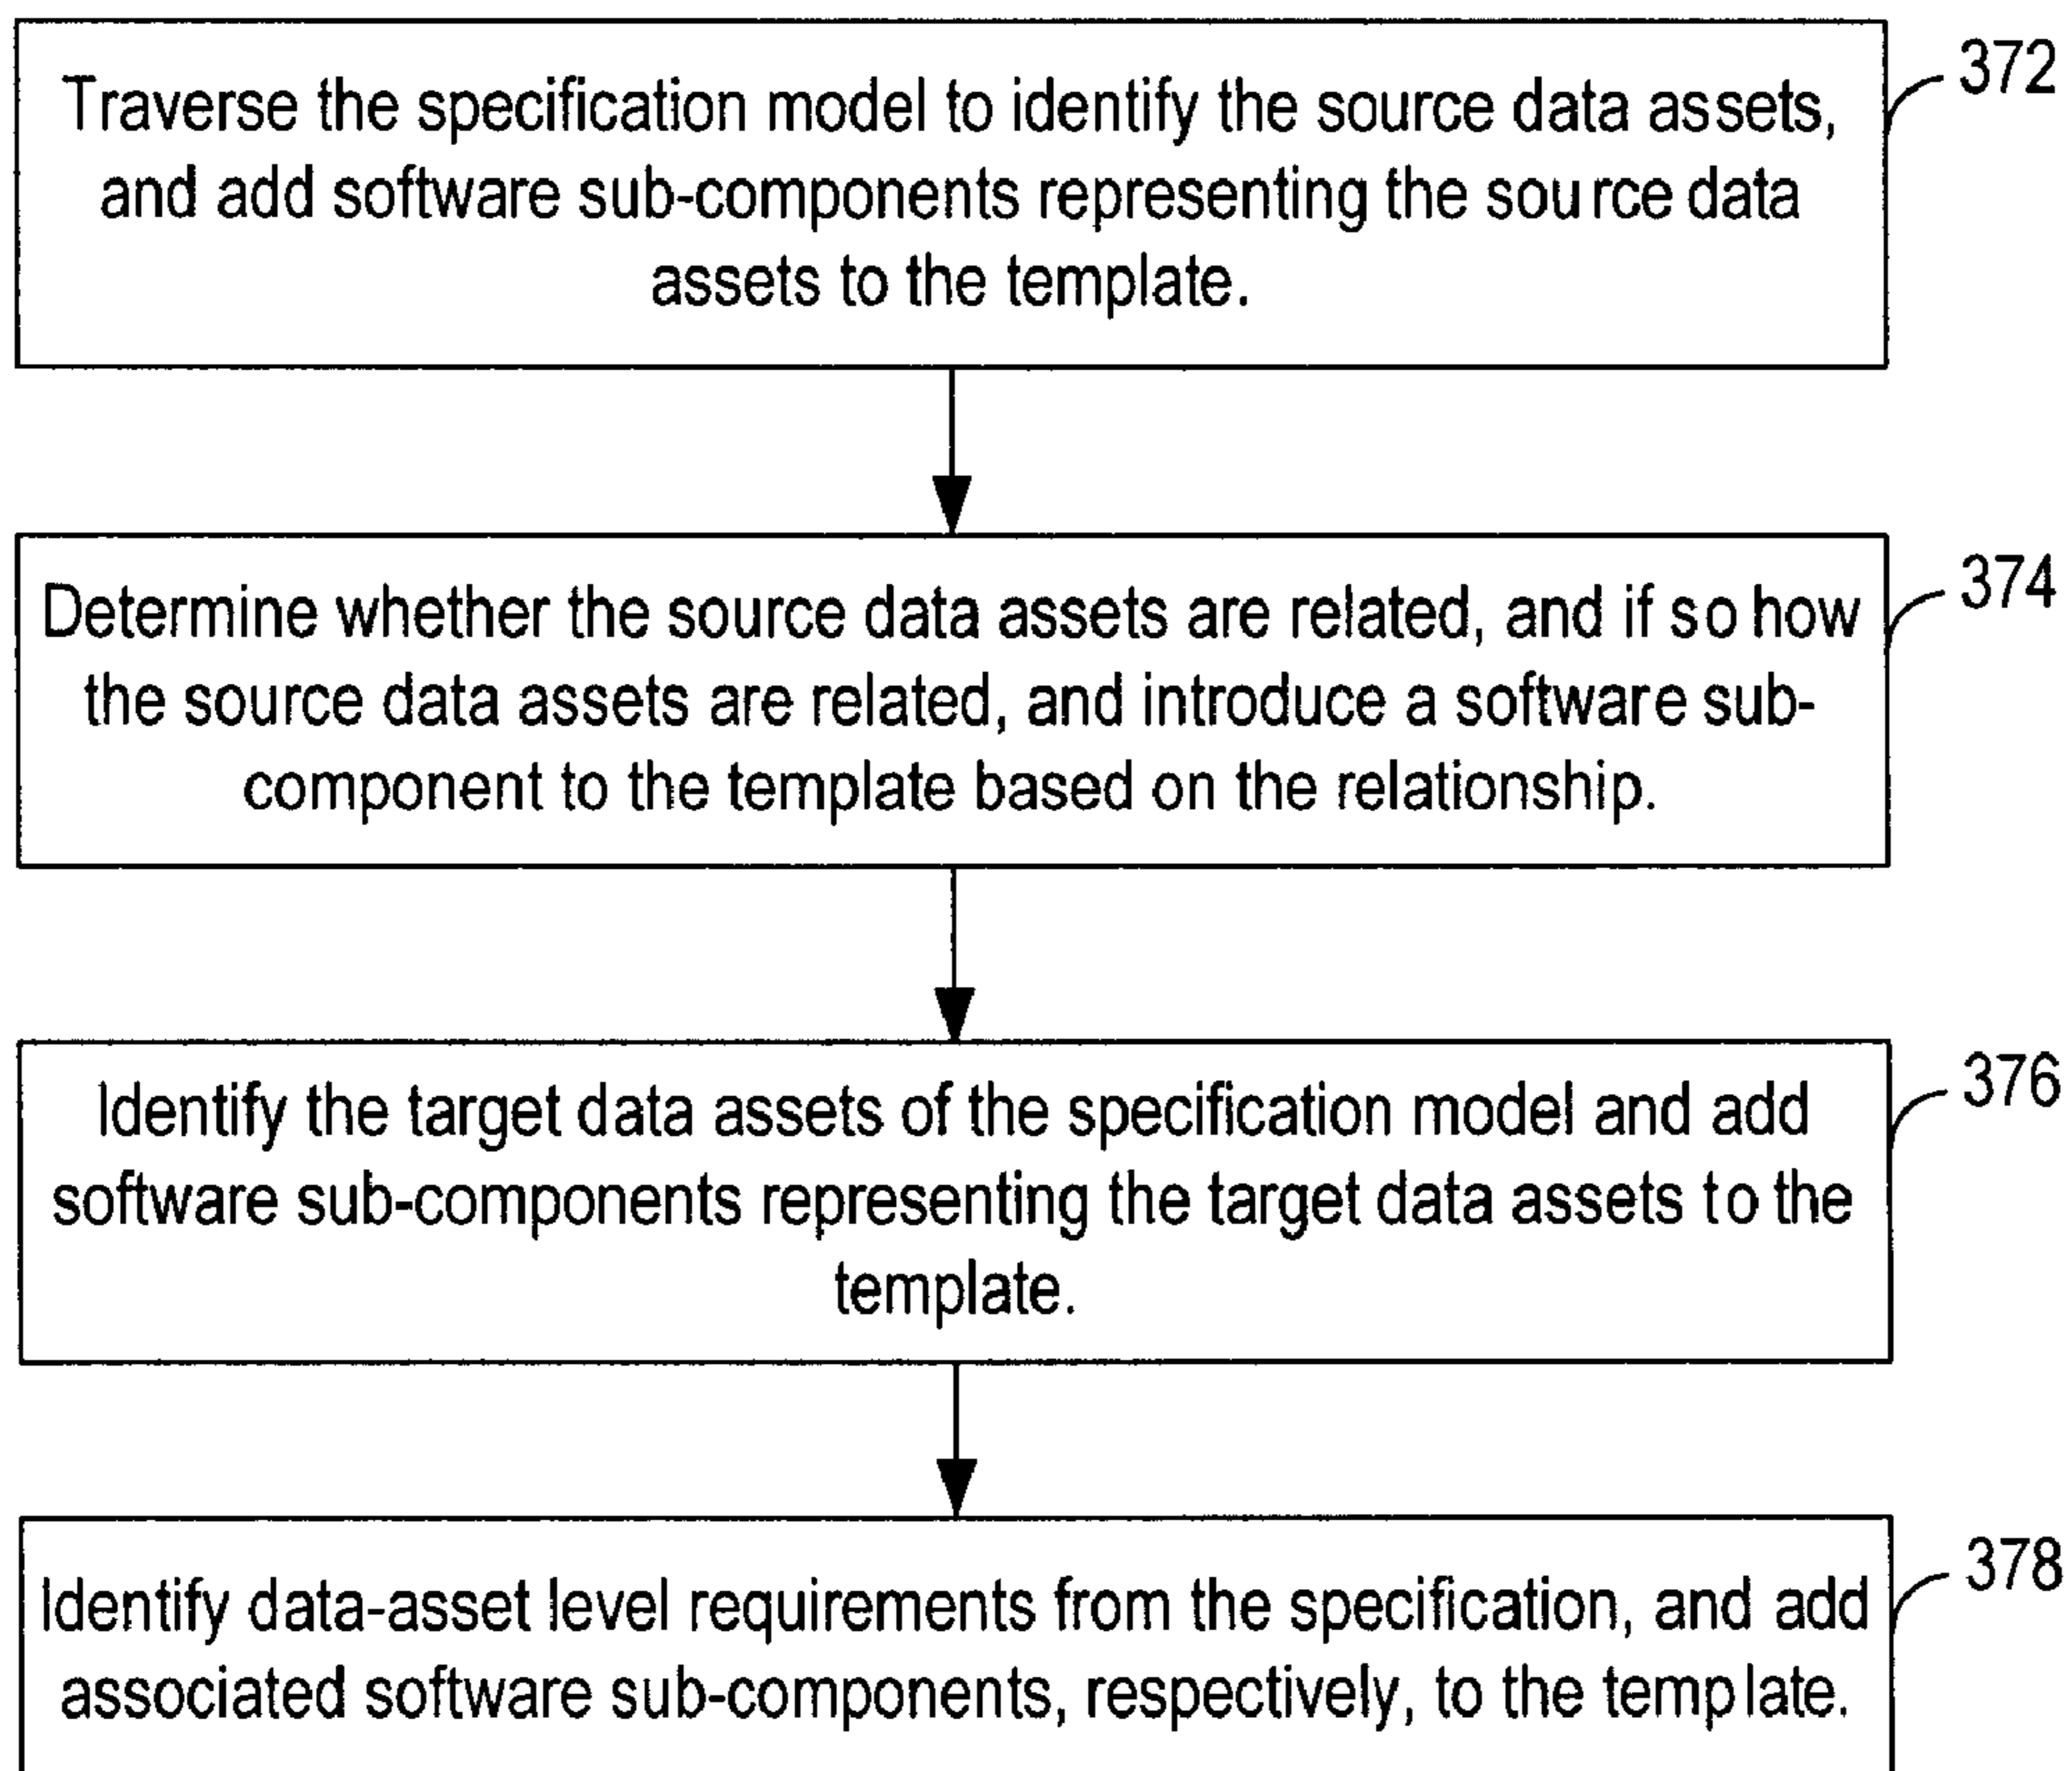 Traverse the specification model to identify the source data assets,
and add software sub-components representing the source data
assets to the template.
372
Determine whether the source data assets are related, and if so how
the source data assets are related, and introduce a software sub-
component to the template based on the relationship.
374
Identify the target data assets of the specification model and add
software sub-components representing the target data assets to the
template.
376
Identify data-asset level requirements from the specification, and add
associated software sub-components, respectively, to the template.
378